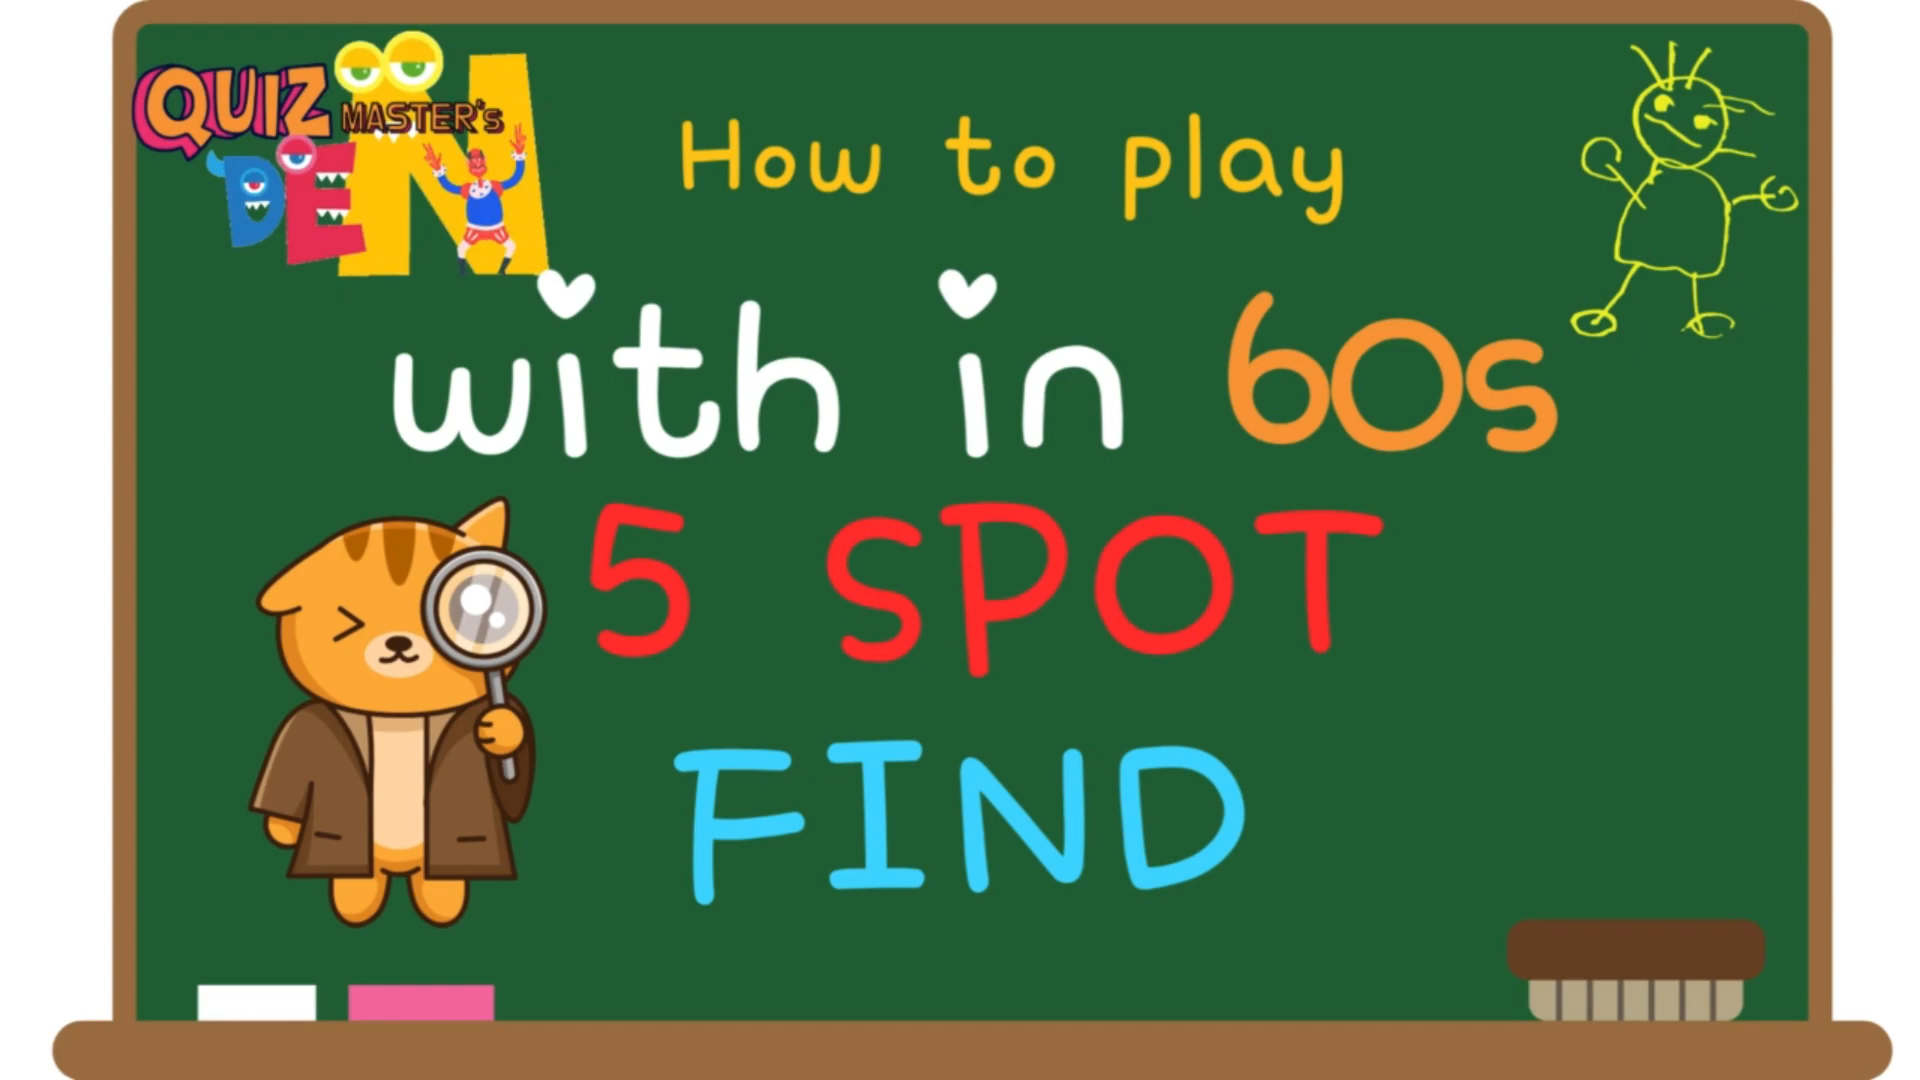 QUIZ MASTER's
DEN
How to play
with in 60s
5 SPOT
FIND